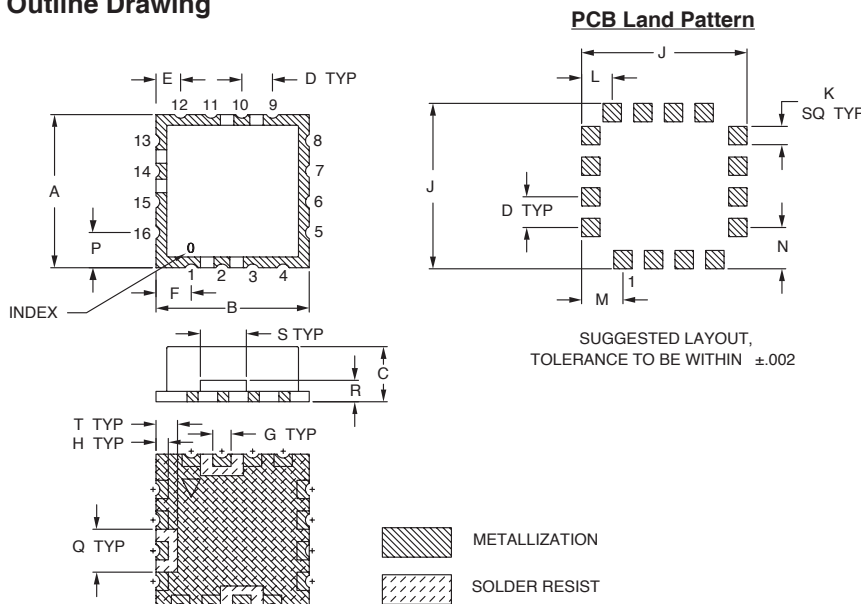 Outline Drawing
PCB Land Pattern
E
D TYP
12 11 10 9
13
14
15
16
8
7
6
5
A
P
0
1 2 3 4
F
B
INDEX
S TYP
C
R
T TYP
H TYP
G TYP
Q TYP
J
L
K
SQ TYP
J
D TYP
N
M
1
SUGGESTED LAYOUT,
TOLERANCE TO BE WITHIN ±.002
METALLIZATION
SOLDER RESIST